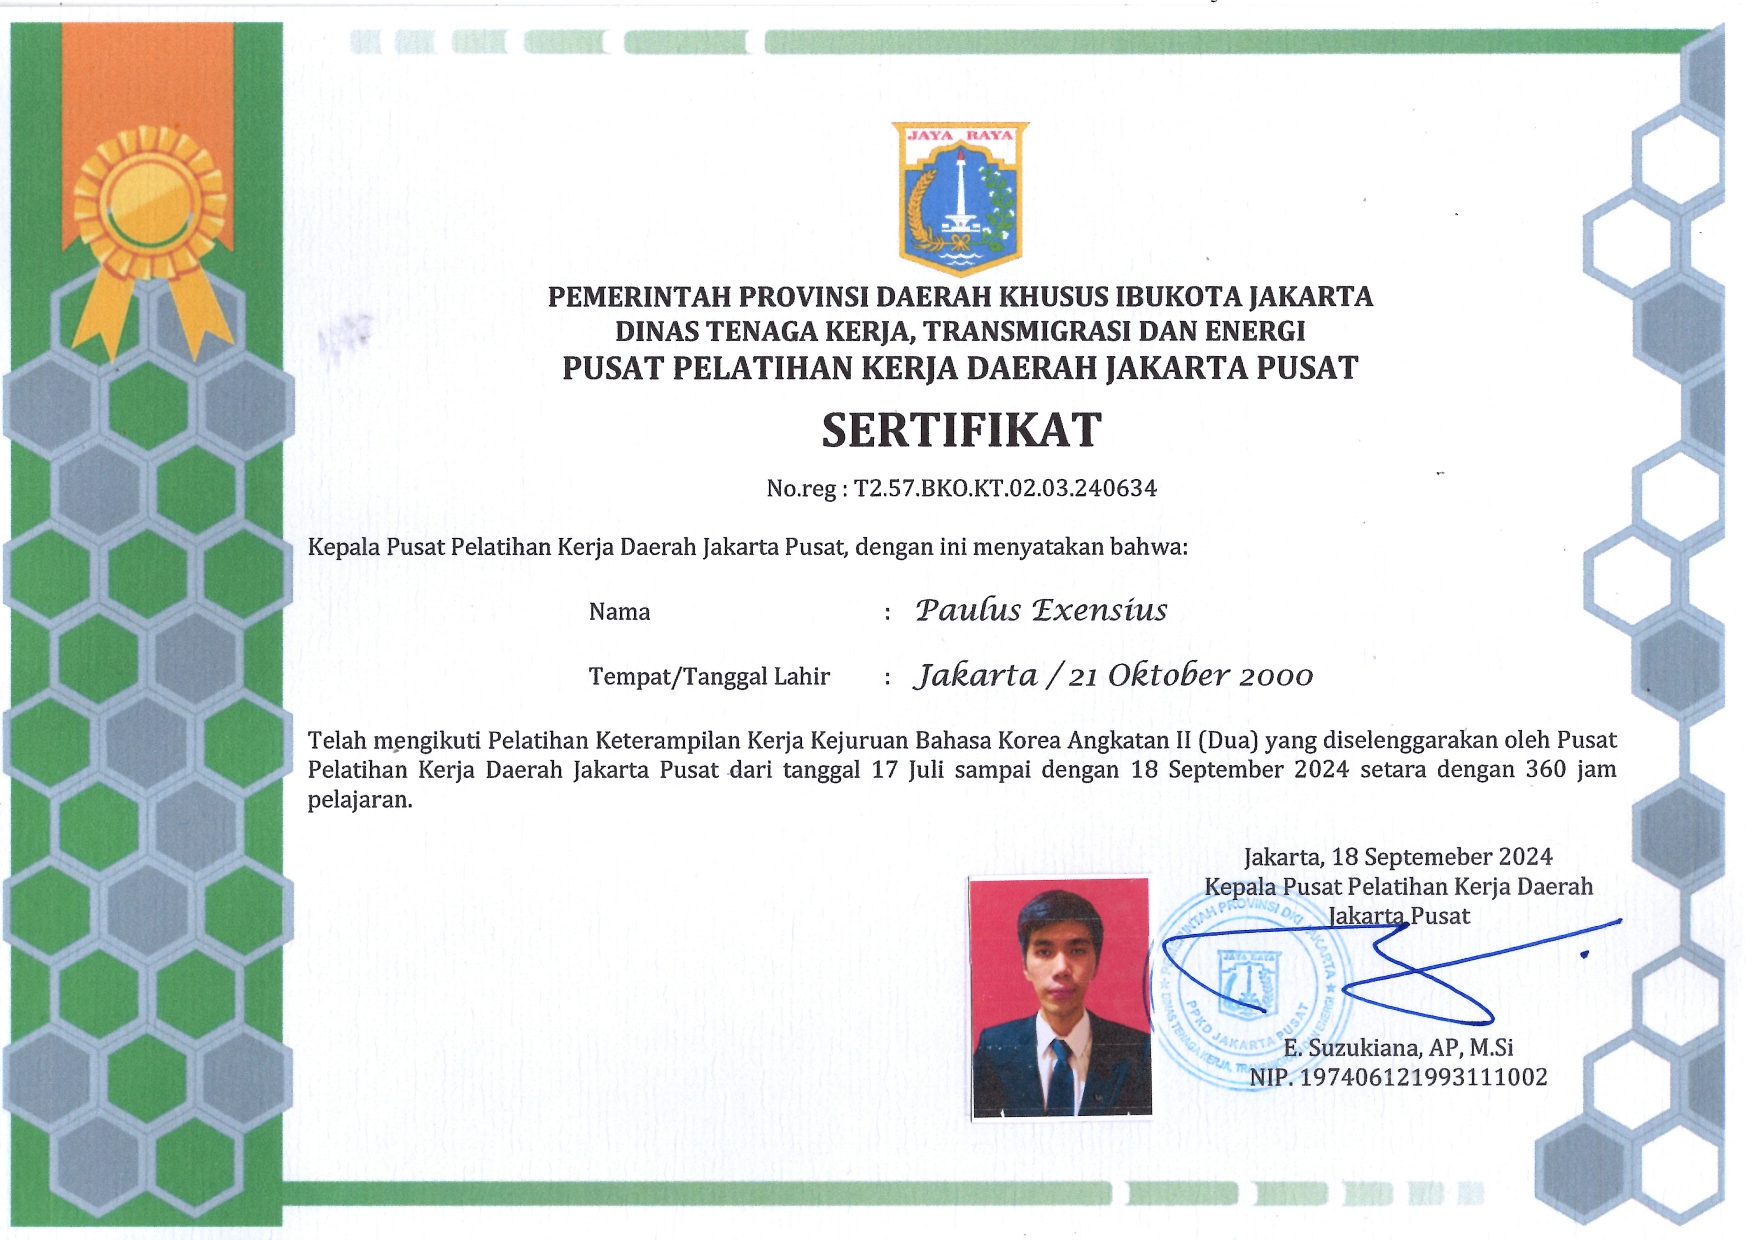 JAYA RAYA
PEMERINTAH PROVINSI DAERAH KHUSUS IBUKOTA JAKARTA
DINAS TENAGA KERJA, TRANSMIGRASI DAN ENERGI
PUSAT PELATIHAN KERJA DAERAH JAKARTA PUSAT
SERTIFIKAT
No.reg : T2.57.BKO.KT.02.03.240634
Kepala Pusat Pelatihan Kerja Daerah Jakarta Pusat, dengan ini menyatakan bahwa:
Nama : Paulus Exensius
Tempat/Tanggal Lahir : Jakarta / 21 Oktober 2000
Telah mengikuti Pelatihan Keterampilan Kerja Kejuruan Bahasa Korea Angkatan II (Dua) yang diselenggarakan oleh Pusat
Pelatihan Kerja Daerah Jakarta Pusat dari tanggal 17 Juli sampai dengan 18 September 2024 setara dengan 360 jam
pelajaran.
Jakarta, 18 Septemeber 2024
Kepala Pusat Pelatihan Kerja Daerah
Jakarta Pusat
PROVINSI DKI JAKARTA
JAYA RAYA
PPKD JAKARTA PUSAT
DINAS TENAGA KERJA, ENERGI
E. Suzukiana, AP, M.Si
NIP. 197406121993111002